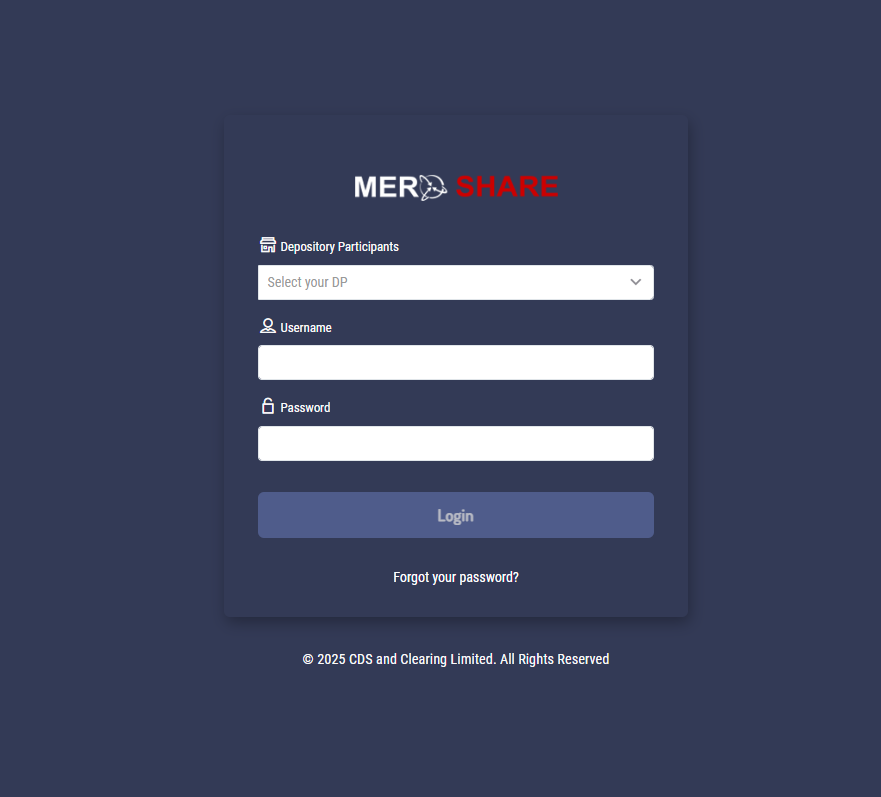 MERO SHARE
Depository Participants
Select your DP
Username
Password
Login
Forgot your password?
© 2025 CDS and Clearing Limited. All Rights Reserved